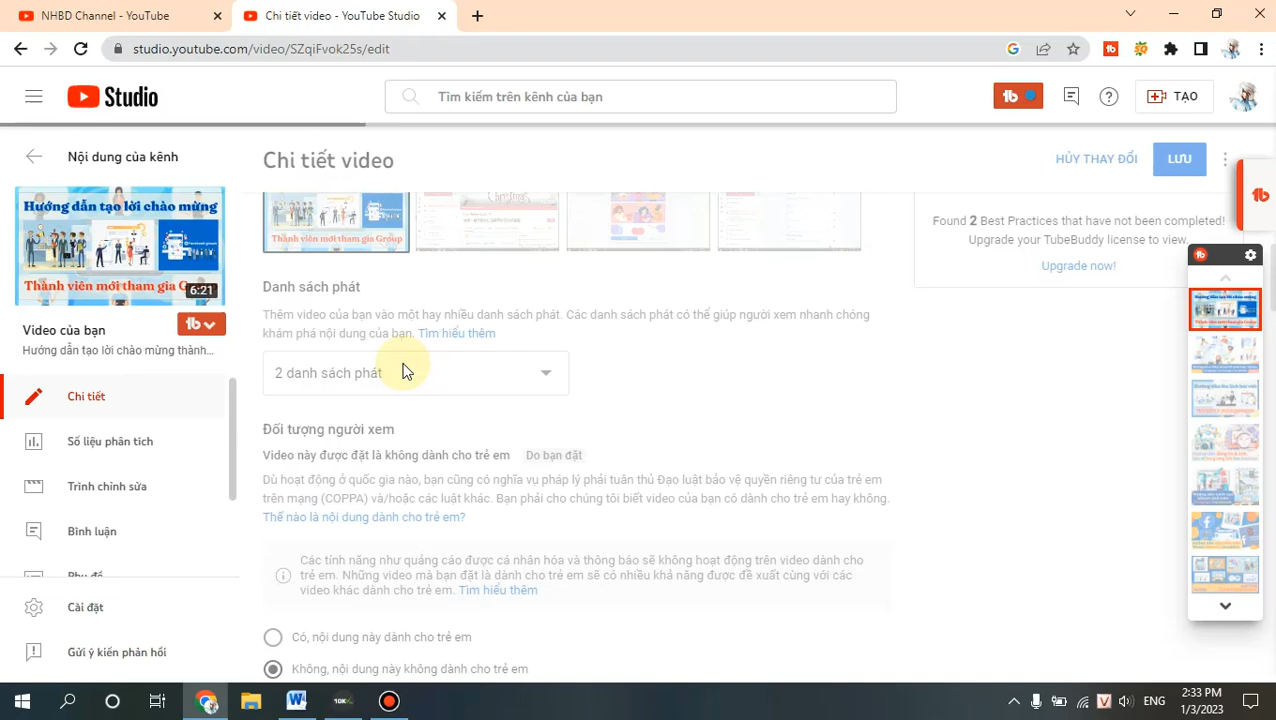 NHBD Channel - YouTube
Chi tiết video - YouTube Studio
studio.youtube.com/video/SZqiFvok25s/edit
Studio
Tìm kiếm trên kênh của bạn
TẠO
Nội dung của kênh
Chi tiết video
HỦY THAY ĐỔI
LƯU
Hướng dẫn tạo lời chào mừng
Thành viên mới tham gia Group
6:21
Thành viên mới tham gia Group
Found 2 Best Practices that have not been completed!
Upgrade your TubeBuddy license to view.
Upgrade now!
Danh sách phát
Thêm video của bạn vào một hay nhiều danh sách phát. Các danh sách phát có thể giúp người xem nhanh chóng
khám phá nội dung của bạn. Tìm hiểu thêm
2 danh sách phát
Video của bạn
Hướng dẫn tạo lời chào mừng thành...
Chi tiết
Số liệu phân tích
Trình chỉnh sửa
Bình luận
Phụ đề
Cài đặt
Gửi ý kiến phản hồi
Đối tượng người xem
Video này được đặt là không dành cho trẻ em Do bạn đặt
Dù hoạt động ở quốc gia nào, bạn cũng có nghĩa vụ pháp lý phải tuân thủ Đạo luật bảo vệ quyền riêng tư của trẻ em
trên mạng (COPPA) và/hoặc các luật khác. Bạn phải cho chúng tôi biết video của bạn có dành cho trẻ em hay không.
Thế nào là nội dung dành cho trẻ em?
Các tính năng như quảng cáo được cá nhân hóa và thông báo sẽ không hoạt động trên video dành cho
trẻ em. Những video mà bạn đặt là dành cho trẻ em sẽ có nhiều khả năng được đề xuất cùng với các
video khác dành cho trẻ em. Tìm hiểu thêm
Có, nội dung này dành cho trẻ em
Không, nội dung này không dành cho trẻ em
ENG
2:33 PM
1/3/2023